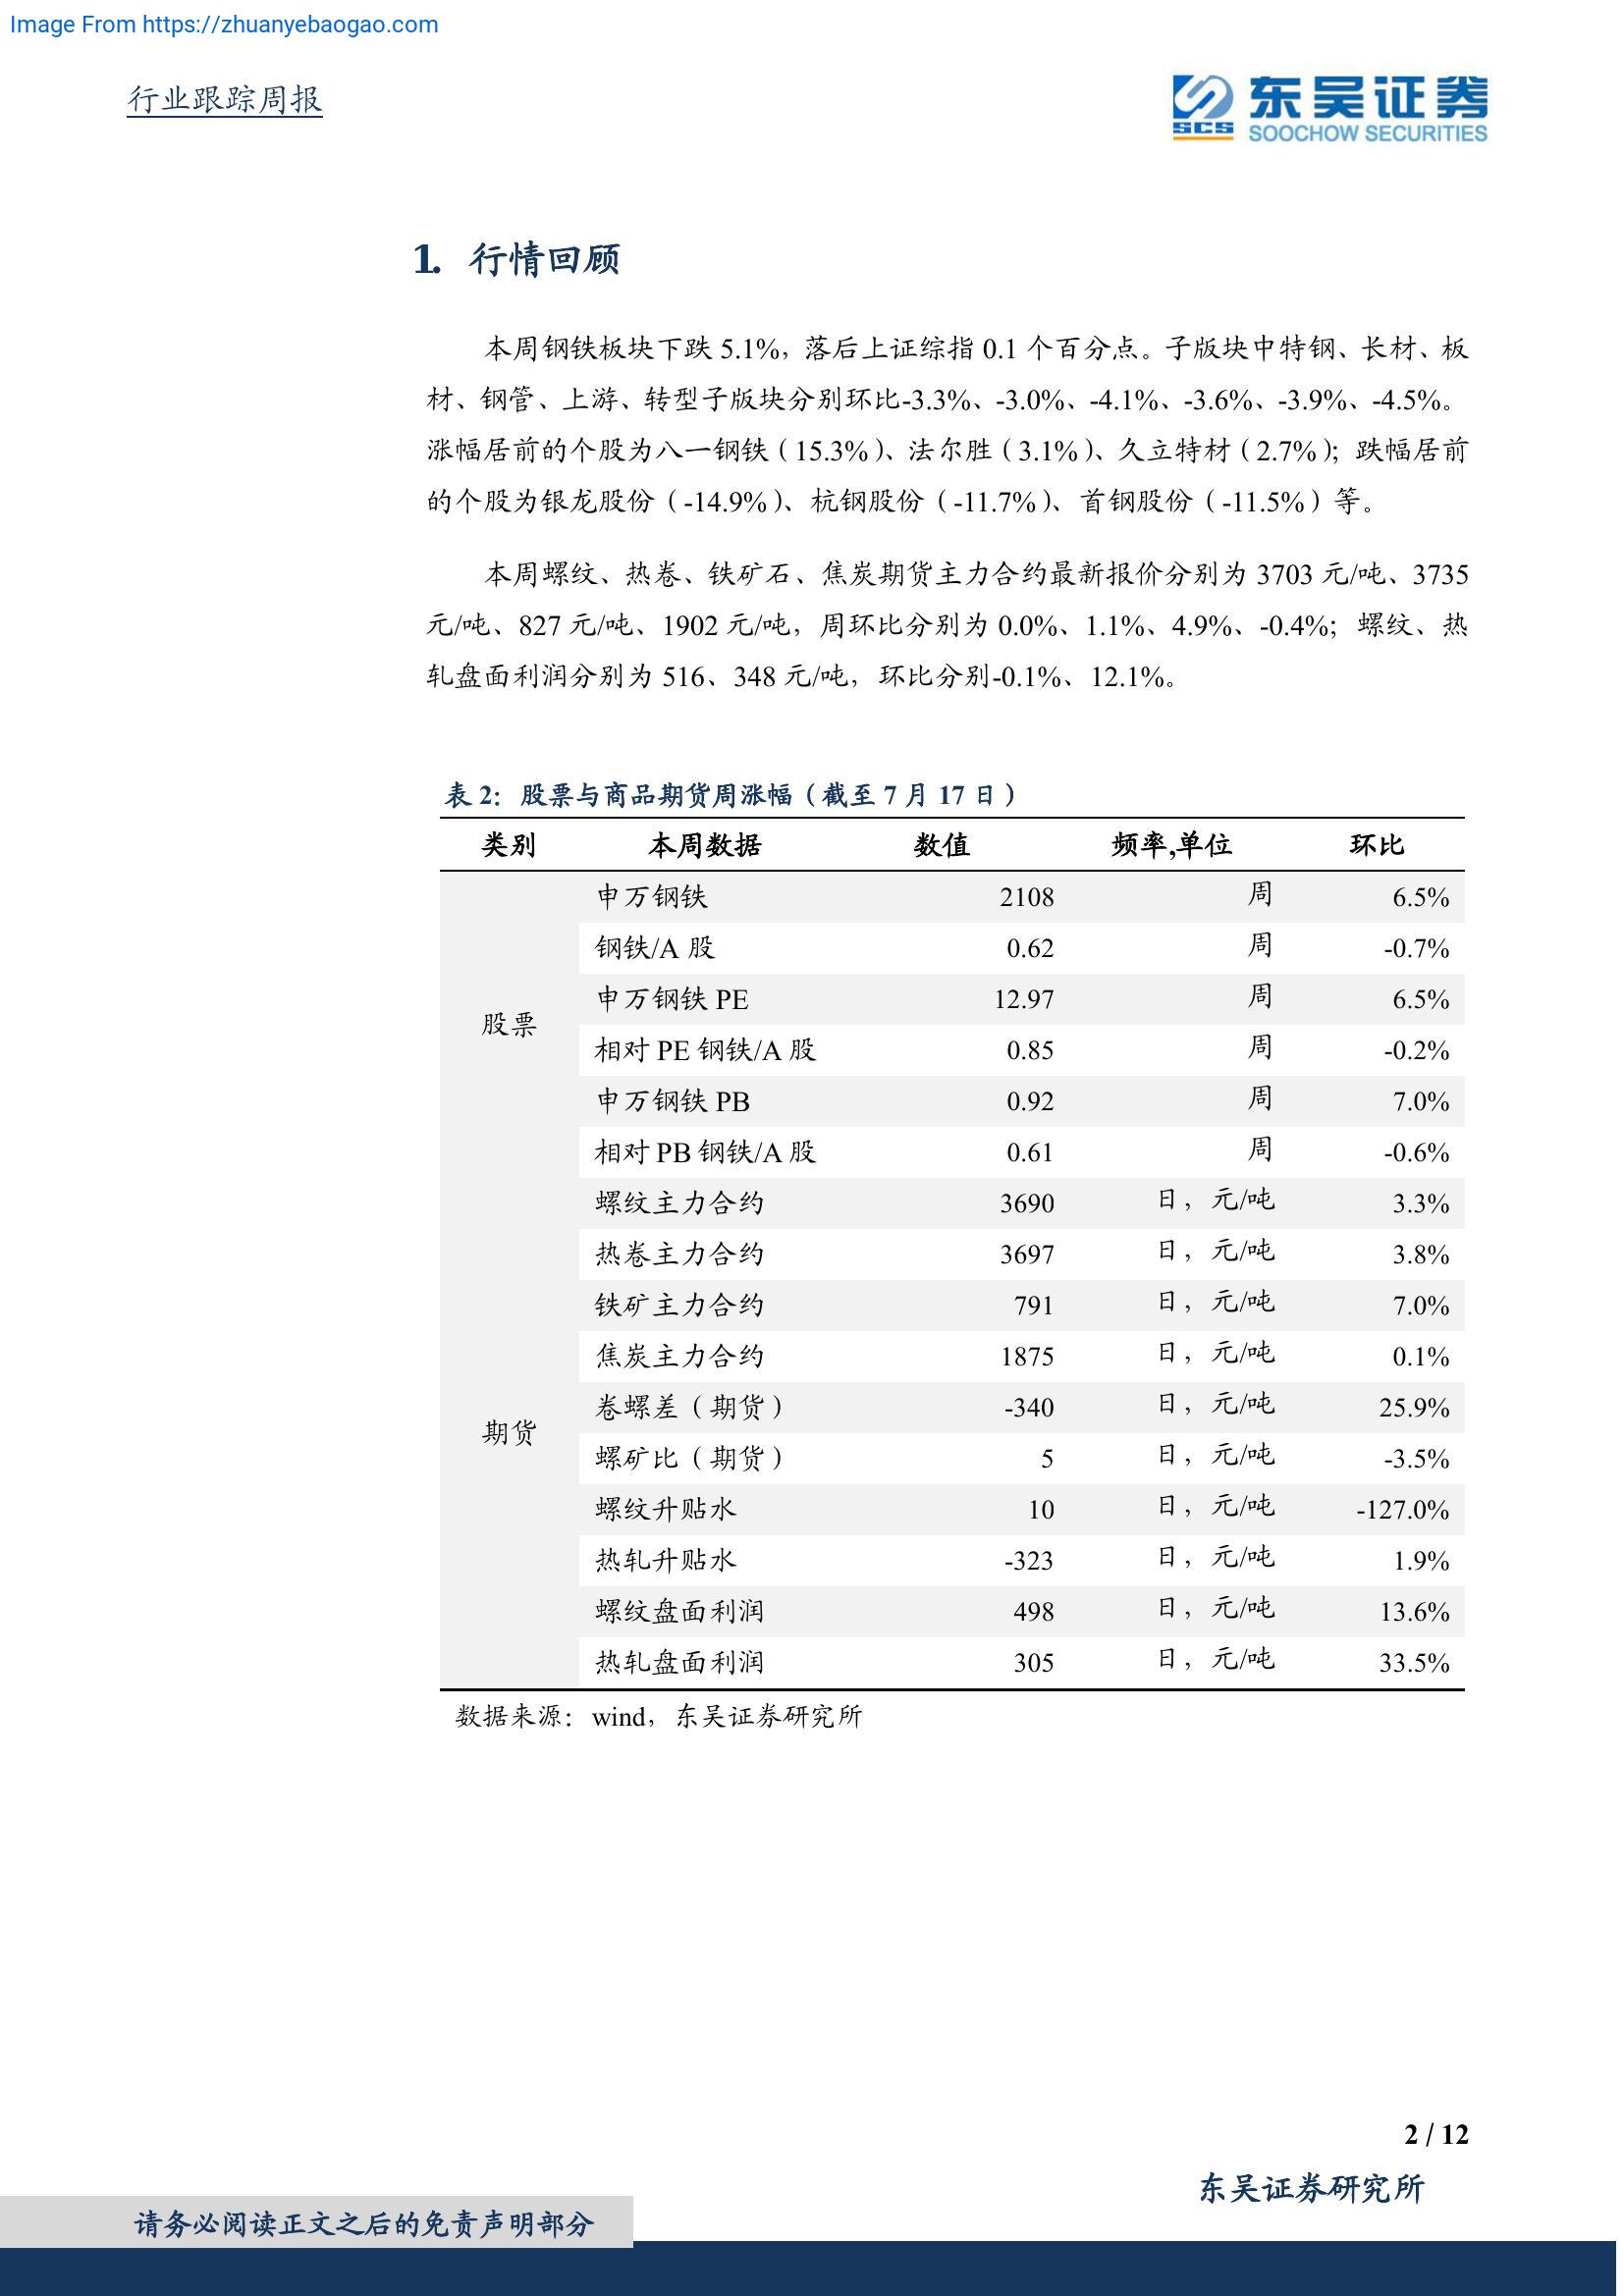 Image From https://zhuanyebaogao.com
行业跟踪周报
东吴证券
SCS
SOOCHOW SECURITIES
1. 行情回顾
本周钢铁板块下跌 5.1%，落后上证综指 0.1 个百分点。子版块中特钢、长材、板
材、钢管、上游、转型子版块分别环比-3.3%、-3.0%、-4.1%、-3.6%、-3.9%、-4.5%。
涨幅居前的个股为八一钢铁（15.3%）、法尔胜（3.1%）、久立特材（2.7%）；跌幅居前
的个股为银龙股份（-14.9%）、杭钢股份（-11.7%）、首钢股份（-11.5%）等。
本周螺纹、热卷、铁矿石、焦炭期货主力合约最新报价分别为 3703 元/吨、3735
元/吨、827 元/吨、1902 元/吨，周环比分别为 0.0%、1.1%、4.9%、-0.4%；螺纹、热
轧盘面利润分别为 516、348 元/吨，环比分别-0.1%、12.1%。
表 2：股票与商品期货周涨幅（截至 7 月 17 日）
类别 本周数据 数值 频率,单位 环比
股票
申万钢铁 2108 周 6.5%
钢铁/A 股 0.62 周 -0.7%
申万钢铁 PE 12.97 周 6.5%
相对 PE 钢铁/A 股 0.85 周 -0.2%
申万钢铁 PB 0.92 周 7.0%
相对 PB 钢铁/A 股 0.61 周 -0.6%
期货
螺纹主力合约 3690 日，元/吨 3.3%
热卷主力合约 3697 日，元/吨 3.8%
铁矿主力合约 791 日，元/吨 7.0%
焦炭主力合约 1875 日，元/吨 0.1%
卷螺差（期货） -340 日，元/吨 25.9%
螺矿比（期货） 5 日，元/吨 -3.5%
螺纹升贴水 10 日，元/吨 -127.0%
热轧升贴水 -323 日，元/吨 1.9%
螺纹盘面利润 498 日，元/吨 13.6%
热轧盘面利润 305 日，元/吨 33.5%
数据来源：wind，东吴证券研究所
2 / 12
东吴证券研究所
请务必阅读正文之后的免责声明部分